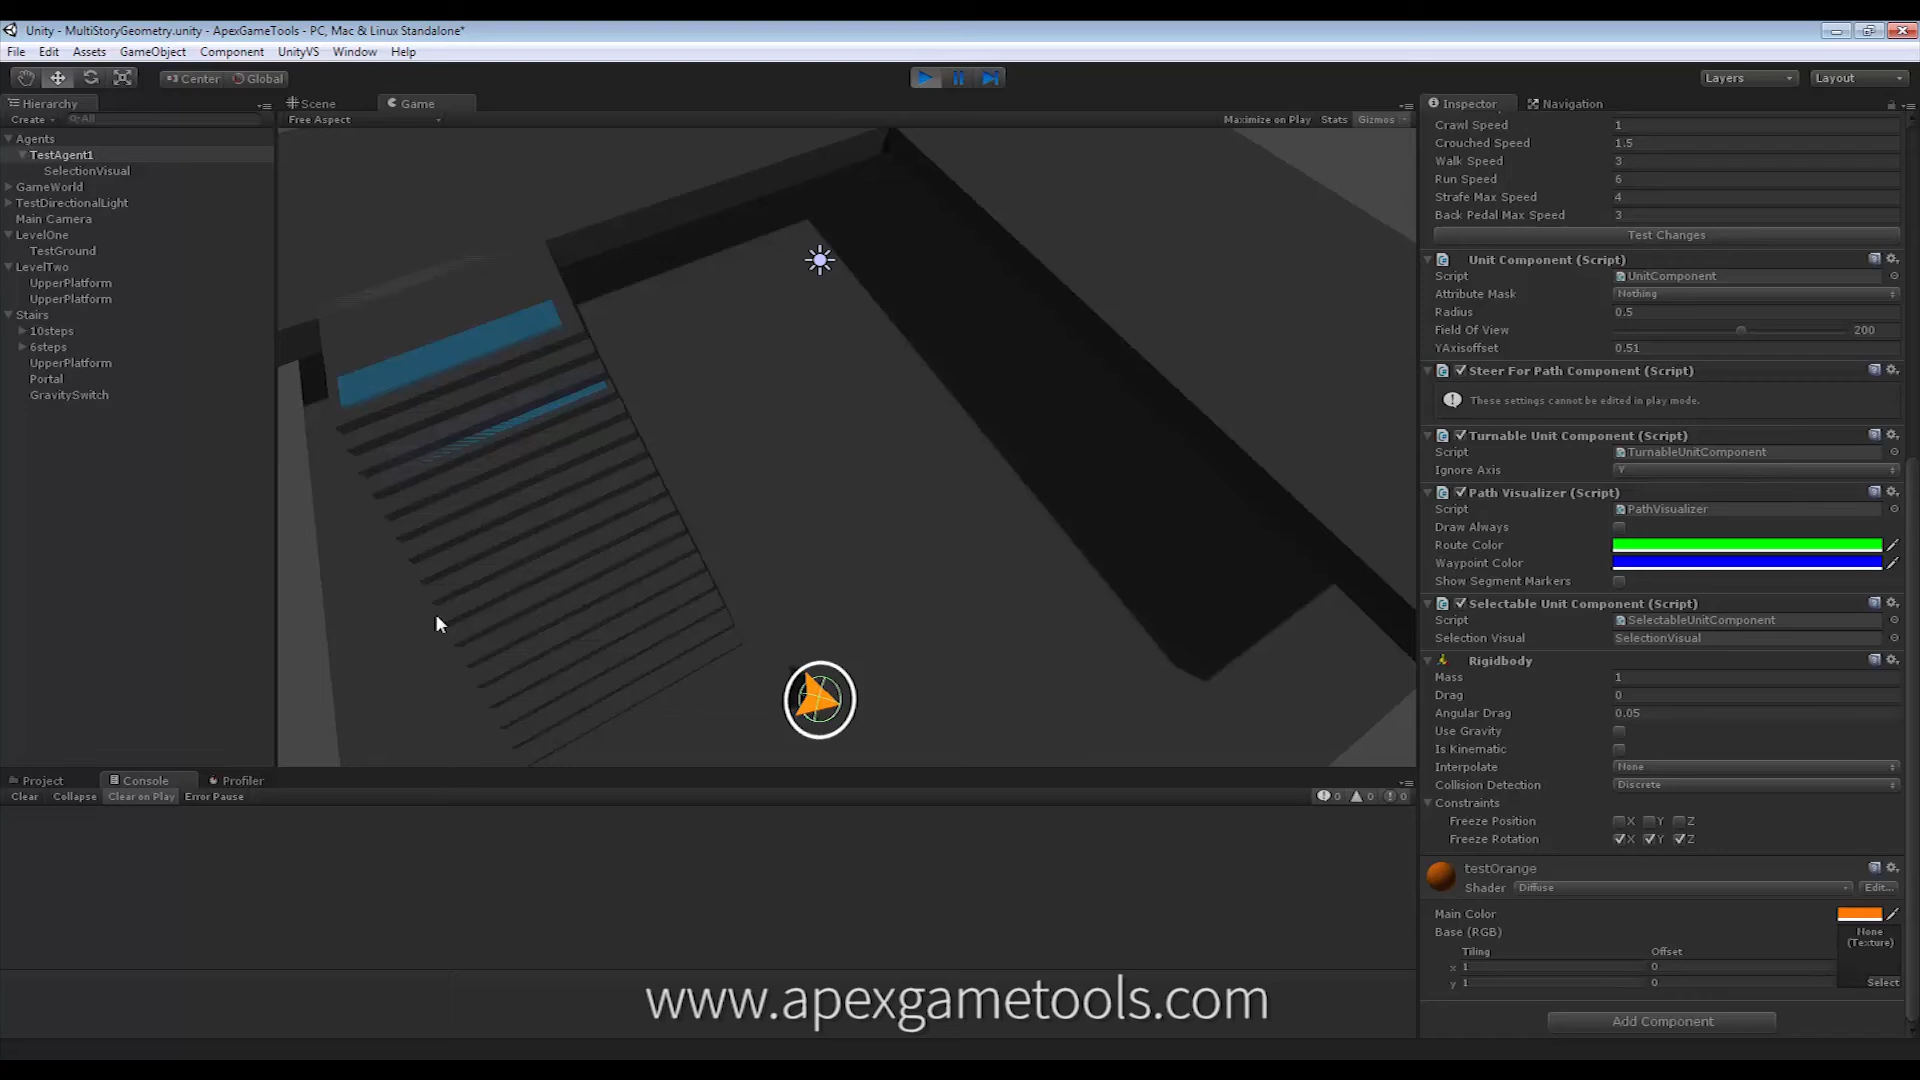 Unity - MultiStoryGeometry.unity - ApexGameTools - PC, Mac & Linux Standalone*
File Edit Assets GameObject Component UnityVS Window Help
Center Global
Layers Layout
Hierarchy
Create All
Agents
TestAgent1
SelectionVisual
GameWorld
TestDirectionalLight
Main Camera
LevelOne
TestGround
LevelTwo
UpperPlatform
UpperPlatform
Stairs
10steps
6steps
UpperPlatform
Portal
GravitySwitch
Scene Game
Free Aspect
Maximize on Play Stats Gizmos
Inspector Navigation
Crawl Speed 1
Crouched Speed 1.5
Walk Speed 3
Run Speed 6
Strafe Max Speed 4
Back Pedal Max Speed 3
Test Changes
Unit Component (Script)
Script UnitComponent
Attribute Mask Nothing
Radius 0.5
Field Of View 200
YAxisoffset 0.51
Steer For Path Component (Script)
These settings cannot be edited in play mode.
Turnable Unit Component (Script)
Script TurnableUnitComponent
Ignore Axis Y
Path Visualizer (Script)
Script PathVisualizer
Draw Always
Route Color
Waypoint Color
Show Segment Markers
Selectable Unit Component (Script)
Script SelectableUnitComponent
Selection Visual SelectionVisual
Rigidbody
Mass 1
Drag 0
Angular Drag 0.05
Use Gravity
Is Kinematic
Interpolate None
Collision Detection Discrete
Constraints
Freeze Position X Y Z
Freeze Rotation X Y Z
testOrange
Shader Diffuse Edit...
Main Color
Base (RGB)
None
(Texture)
Tiling Offset
x 1 0
y 1 0
Select
Add Component
Project Console Profiler
Clear Collapse Clear on Play Error Pause
0 0 0
www.apexgametools.com